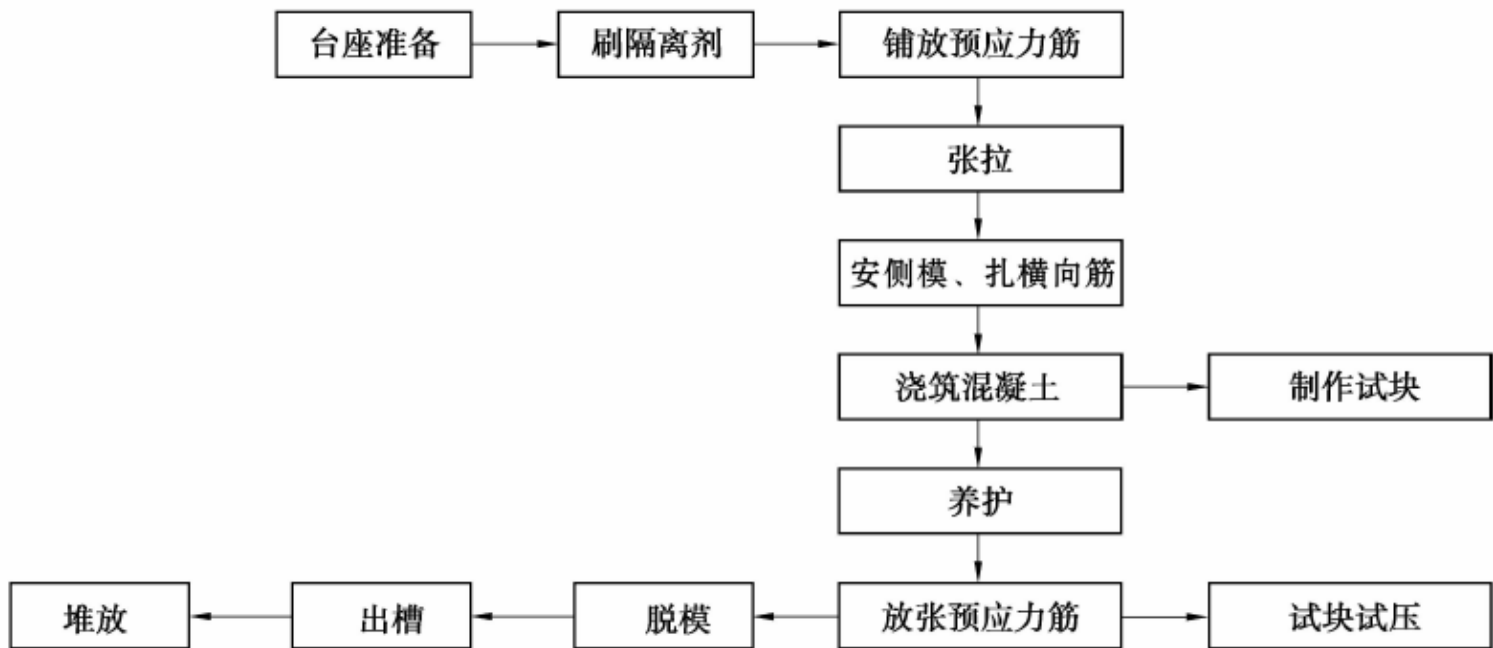 台座准备
刷隔离剂
铺放预应力筋
张拉
安侧模、扎横向筋
浇筑混凝土
制作试块
养护
堆放
出槽
脱模
放张预应力筋
试块试压